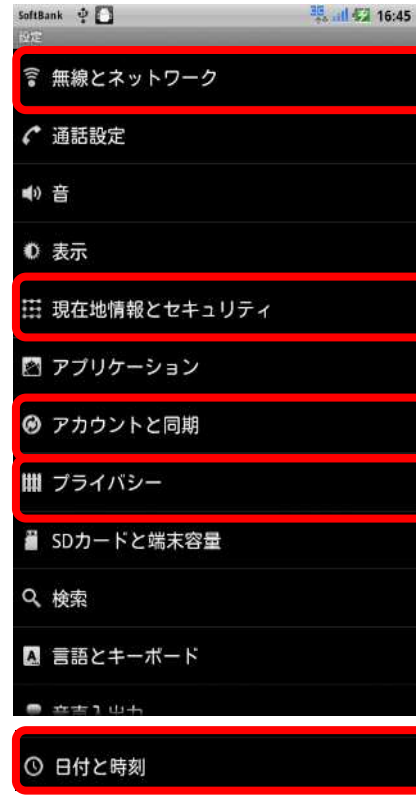 SoftBank 16:45
設定
無線とネットワーク
通話設定
音
表示
現在地情報とセキュリティ
アプリケーション
アカウントと同期
プライバシー
SDカードと端末容量
検索
言語とキーボード
日付と時刻